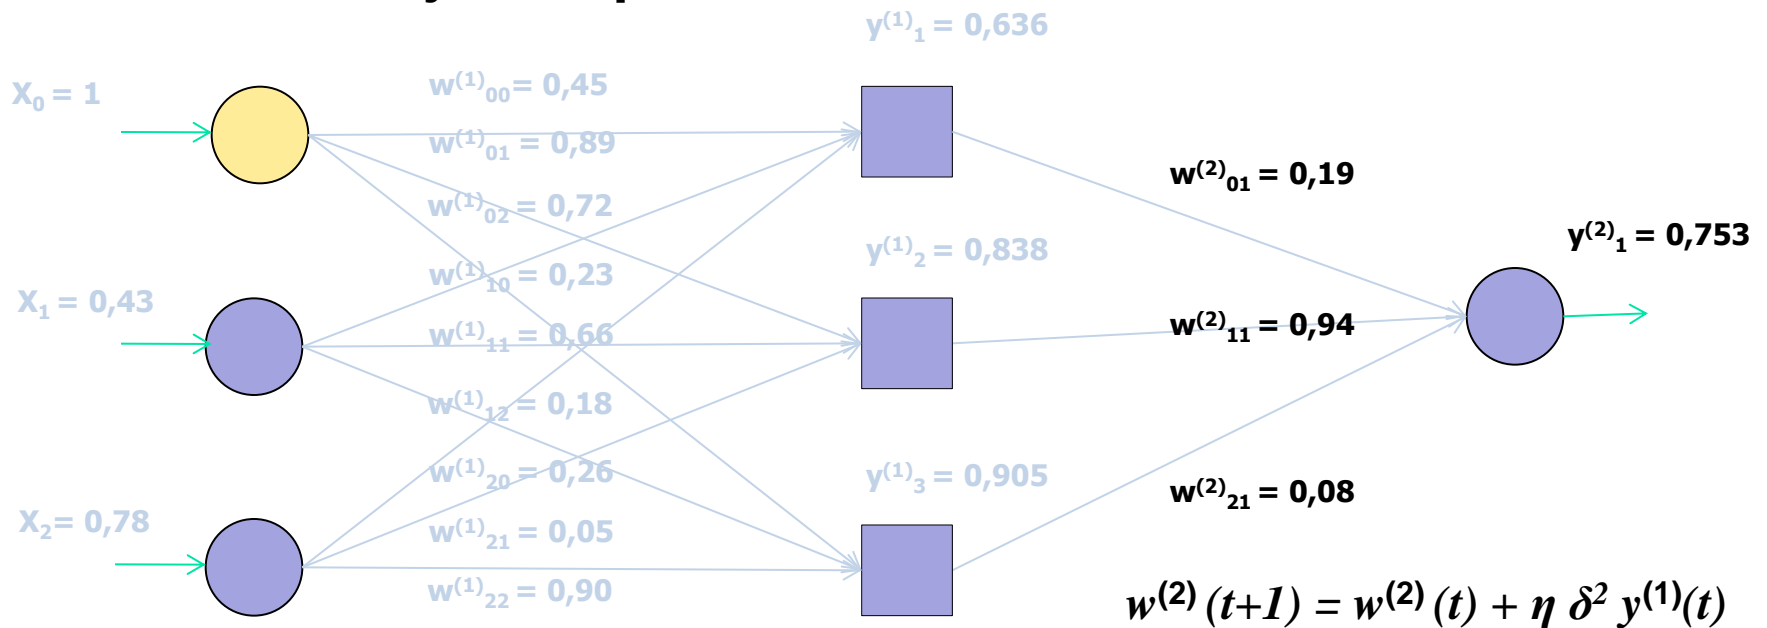 y⁽¹⁾₁ = 0,636
X₀ = 1
w⁽¹⁾₀₀ = 0,45
w⁽¹⁾₀₁ = 0,89
w⁽²⁾₀₁ = 0,19
w⁽¹⁾₀₂ = 0,72
y⁽²⁾₁ = 0,753
y⁽¹⁾₂ = 0,838
w⁽¹⁾₁₀ = 0,23
X₁ = 0,43
w⁽¹⁾₁₁ = 0,66
w⁽²⁾₁₁ = 0,94
w⁽¹⁾₁₂ = 0,18
w⁽¹⁾₂₀ = 0,26
y⁽¹⁾₃ = 0,905
w⁽²⁾₂₁ = 0,08
X₂ = 0,78
w⁽¹⁾₂₁ = 0,05
w⁽¹⁾₂₂ = 0,90
w⁽²⁾ (t+1) = w⁽²⁾ (t) + η δ² y⁽¹⁾(t)